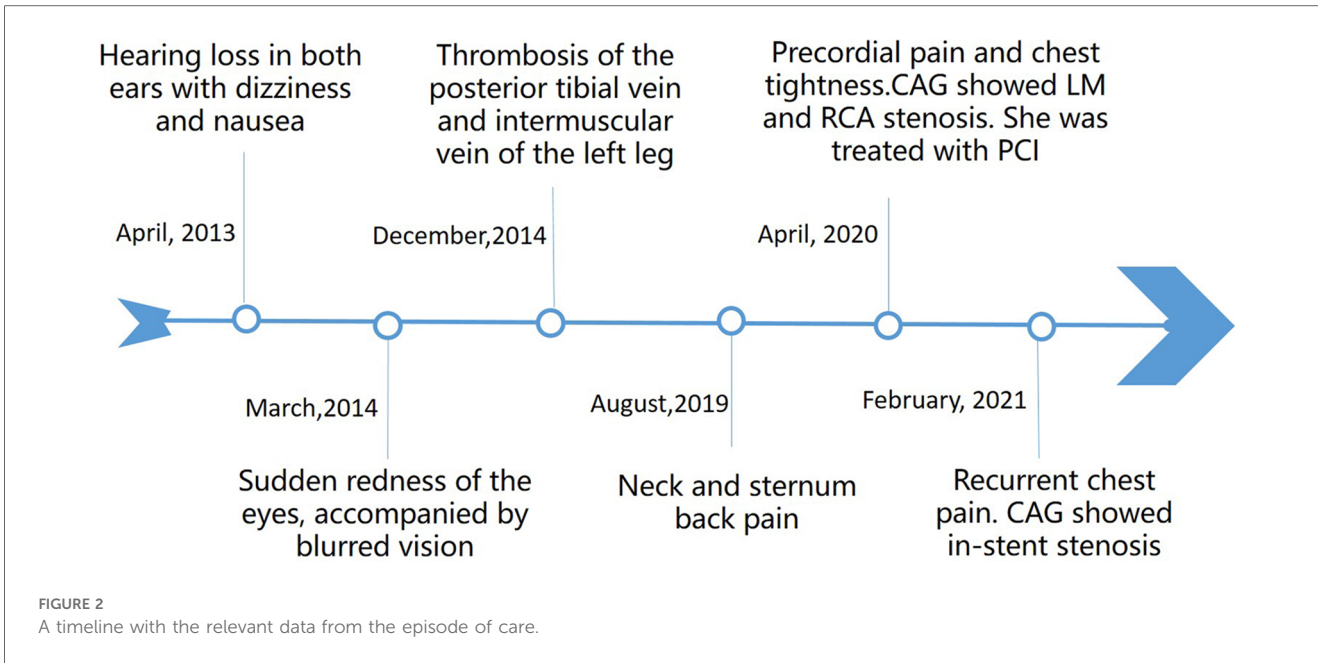 Hearing loss in both
ears with dizziness
and nausea
Thrombosis of the
posterior tibial vein
and intermuscular
vein of the left leg
Precordial pain and chest
tightness.CAG showed LM
and RCA stenosis. She was
treated with PCI
April, 2013
December,2014
April, 2020
March,2014
August,2019
February, 2021
Sudden redness of the
eyes, accompanied by
blurred vision
Neck and sternum
back pain
Recurrent chest
pain. CAG showed
in-stent stenosis
FIGURE 2
A timeline with the relevant data from the episode of care.